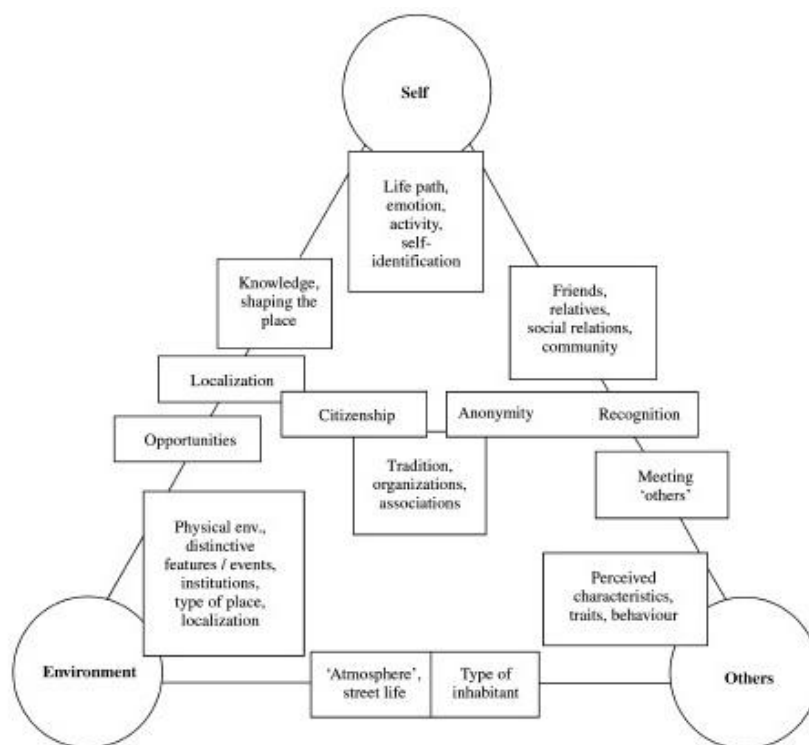 Self
Life path,
emotion,
activity,
self-
identification
Knowledge,
shaping the
place
Friends,
relatives,
social relations,
community
Localization
Citizenship
Anonymity
Recognition
Opportunities
Tradition,
organizations,
associations
Meeting
‘others’
Physical env.,
distinctive
features / events,
institutions,
type of place,
localization
Perceived
characteristics,
traits, behaviour
Environment
‘Atmosphere’,
street life
Type of
inhabitant
Others